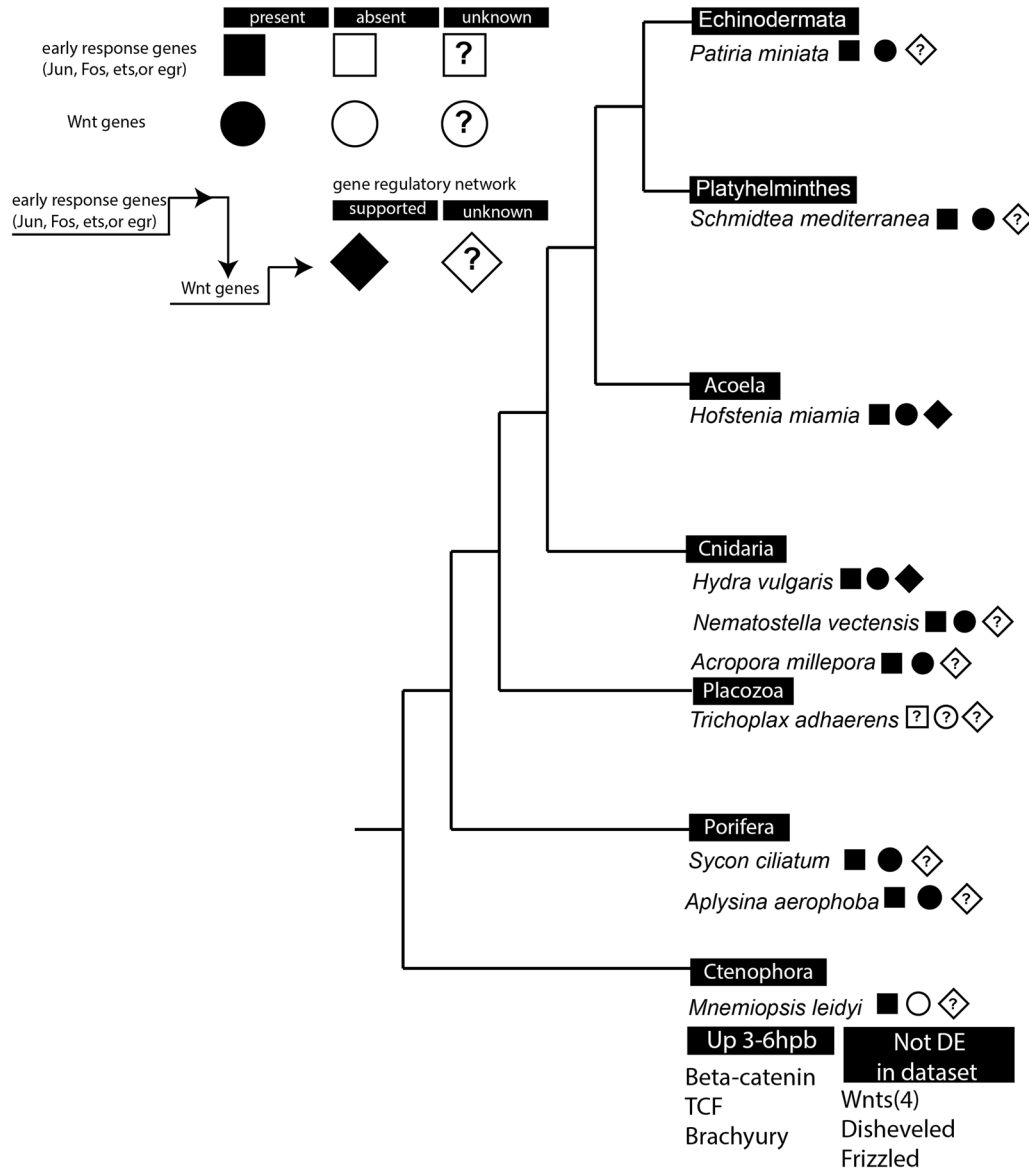 present absent unknown
early response genes
(Jun, Fos, ets,or egr)
?
Wnt genes
?
gene regulatory network
supported unknown
early response genes
(Jun, Fos, ets,or egr)
Wnt genes
?
Echinodermata
Patiria miniata ?
Platyhelminthes
Schmidtea mediterranea ?
Acoela
Hofstenia miamia
Cnidaria
Hydra vulgaris
Nematostella vectensis ?
Acropora millepora ?
Placozoa
Trichoplax adhaerens ? ? ?
Porifera
Sycon ciliatum ?
Aplysina aerophoba ?
Ctenophora
Mnemiopsis leidyi ?
Up 3-6hpb
Beta-catenin
TCF
Brachyury
Not DE
in dataset
Wnts(4)
Disheveled
Frizzled